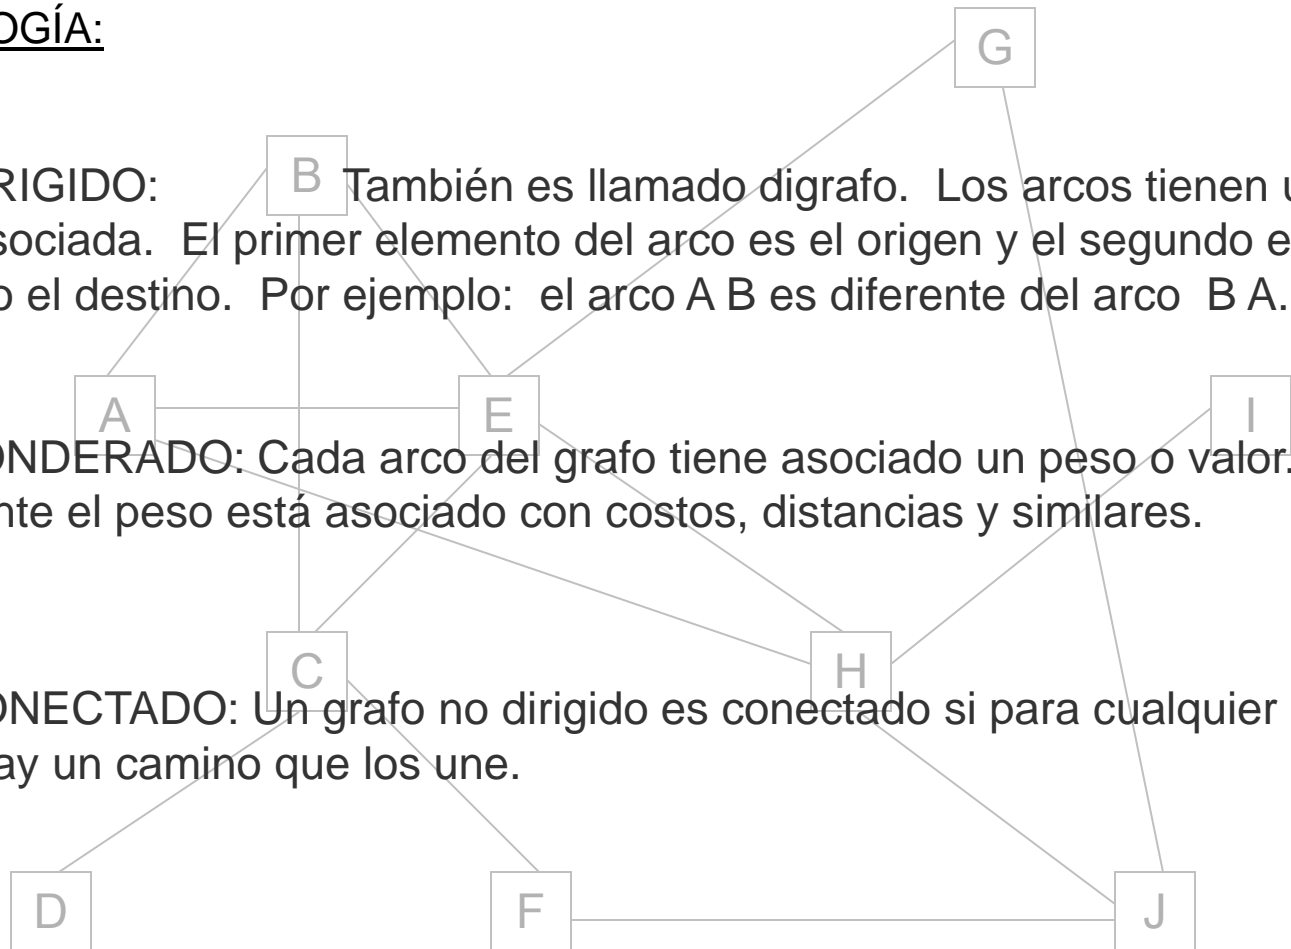 OGÍA:
G
B
RIGIDO: También es llamado digrafo. Los arcos tienen u
sociada. El primer elemento del arco es el origen y el segundo e
o el destino. Por ejemplo: el arco A B es diferente del arco B A.
A E I
ONDERADO: Cada arco del grafo tiene asociado un peso o valor.
nte el peso está asociado con costos, distancias y similares.
C H
ONECTADO: Un grafo no dirigido es conectado si para cualquier
ay un camino que los une.
D F J